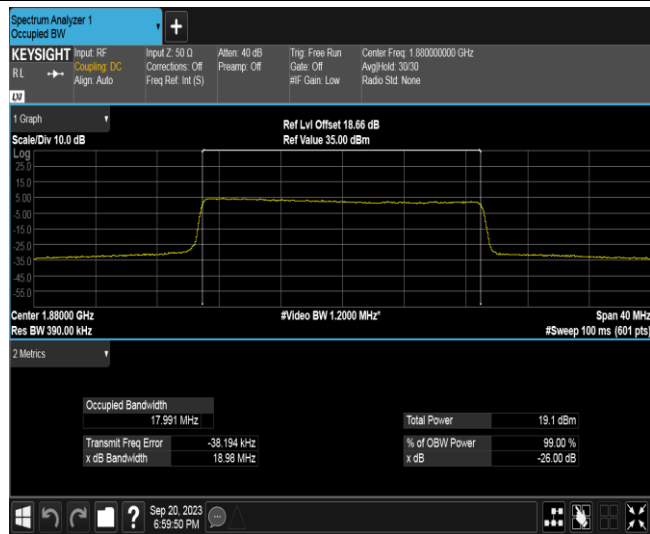 Spectrum Analyzer 1
Occupied BW
KEYSIGHT
R L
LXI
Input: RF
Coupling: DC
Align: Auto
Input Z: 50 Ω
Corrections: Off
Freq Ref: Int (S)
Atten: 40 dB
Preamp: Off
Trig: Free Run
Gate: Off
#IF Gain: Low
Center Freq: 1.880000000 GHz
Avg|Hold: 30/30
Radio Std: None
1 Graph
Scale/Div 10.0 dB
Ref Lvl Offset 18.66 dB
Ref Value 35.00 dBm
Log
25.0
15.0
5.00
-5.00
-15.0
-25.0
-35.0
-45.0
-55.0
Center 1.88000 GHz
#Video BW 1.2000 MHz*
Span 40 MHz
Res BW 390.00 kHz
#Sweep 100 ms (601 pts)
2 Metrics
Occupied Bandwidth
17.991 MHz
Total Power 19.1 dBm
Transmit Freq Error -38.194 kHz
% of OBW Power 99.00 %
x dB Bandwidth 18.98 MHz
x dB -26.00 dB
?
Sep 20, 2023
6:59:50 PM